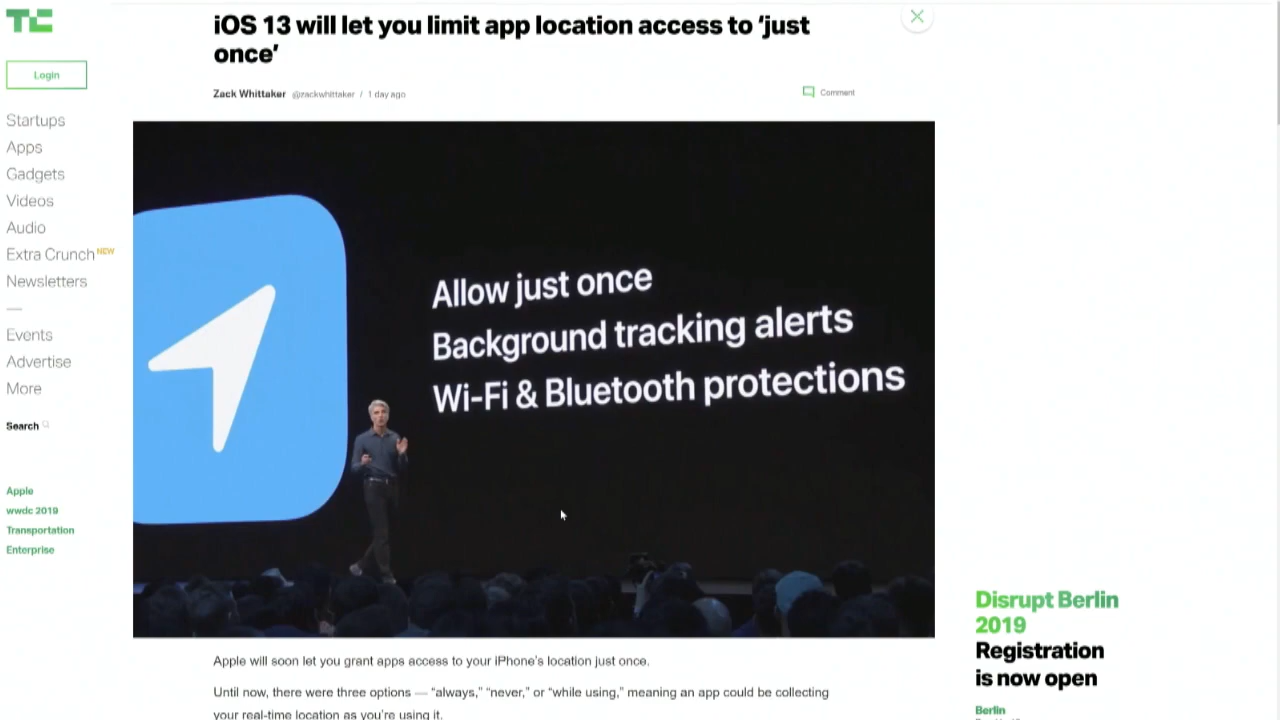 TC
iOS 13 will let you limit app location access to ‘just
once’
Login
Zack Whittaker @zackwhittaker / 1 day ago
Comment
Startups
Apps
Gadgets
Videos
Audio
Extra Crunch NEW
Newsletters
Events
Advertise
More
Search
Apple
wwdc 2019
Transportation
Enterprise
Allow just once
Background tracking alerts
Wi-Fi & Bluetooth protections
Apple will soon let you grant apps access to your iPhone’s location just once.
Until now, there were three options — “always,” “never,” or “while using,” meaning an app could be collecting
your real-time location as you’re using it.
Disrupt Berlin
2019
Registration
is now open
Berlin